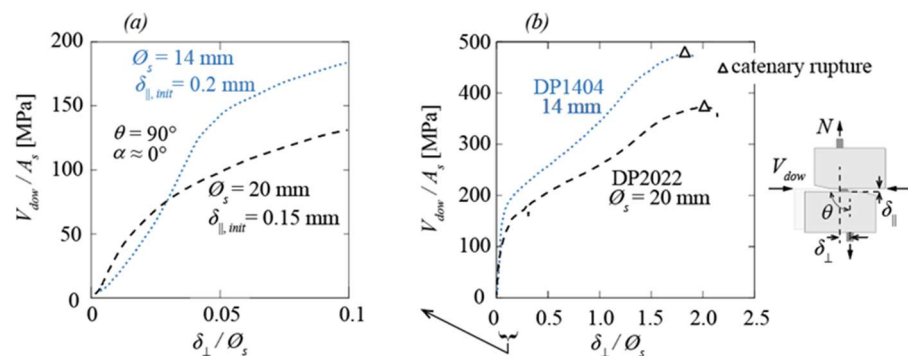 (a)
200
150
100
50
0
V_dow / A_s [MPa]
Ø_s = 14 mm
δ_∥,init = 0.2 mm
θ = 90°
α ≈ 0°
Ø_s = 20 mm
δ_∥,init = 0.15 mm
0 0.05 0.1
δ_⊥ / Ø_s
(b)
500
400
300
200
100
0
V_dow / A_s [MPa]
Δ catenary rupture
DP1404
14 mm
DP2022
Ø_s = 20 mm
0 0.5 1.0 1.5 2.0 2.5
δ_⊥ / Ø_s
N
V_dow
θ
δ_∥
δ_⊥